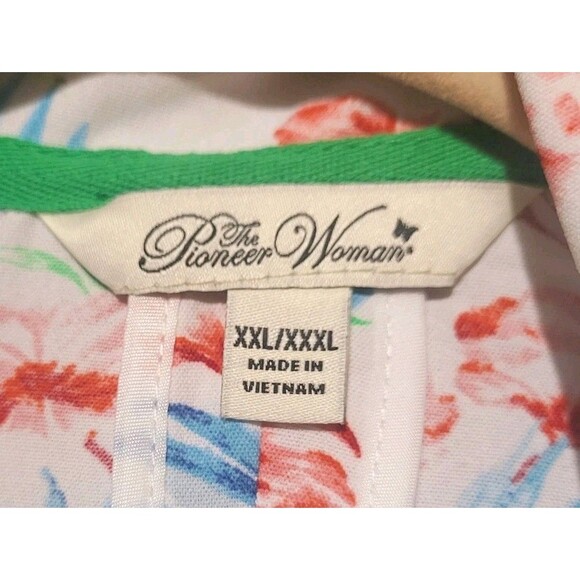 The
Pioneer Woman
XXL/XXXL
MADE IN
VIETNAM